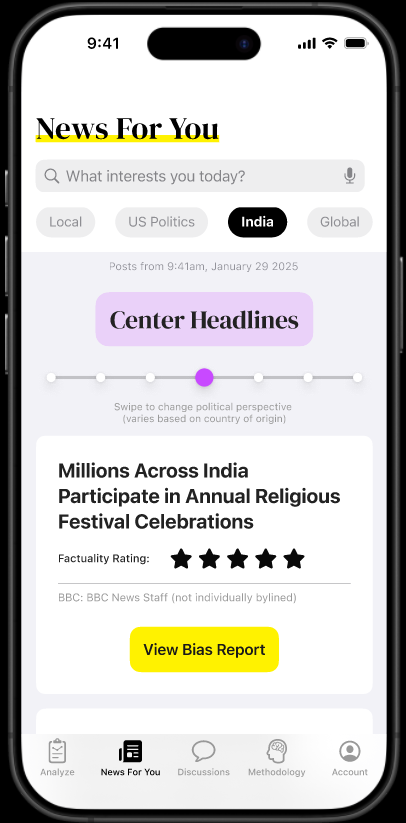 9:41
News For You
What interests you today?
Local
US Politics
India
Global
Posts from 9:41am, January 29 2025
Center Headlines
Swipe to change political perspective
(varies based on country of origin)
Millions Across India
Participate in Annual Religious
Festival Celebrations
Factuality Rating:
BBC: BBC News Staff (not individually bylined)
View Bias Report
Analyze
News For You
Discussions
Methodology
Account